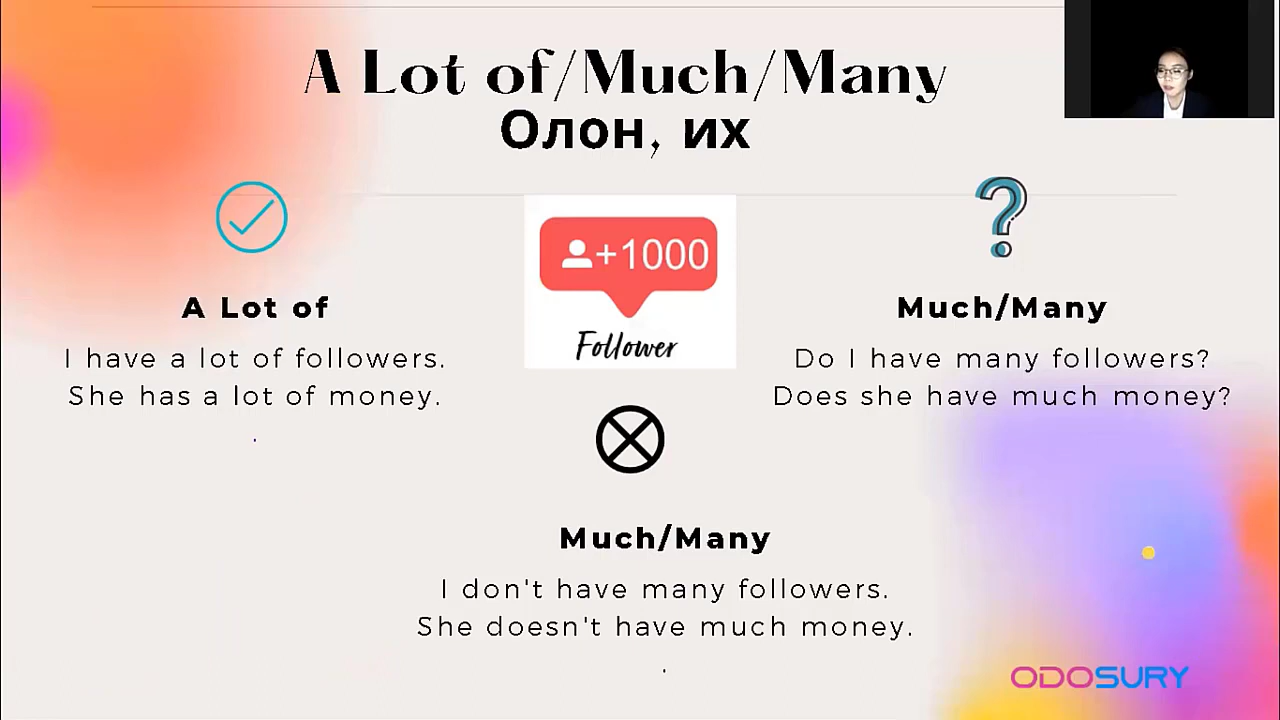 A Lot of/Much/Many
Олон, их
A Lot of
I have a lot of followers.
She has a lot of money.
.
+1000
Follower
Much/Many
Do I have many followers?
Does she have much money?
Much/Many
I don't have many followers.
She doesn't have much money.
.
ODOSURY